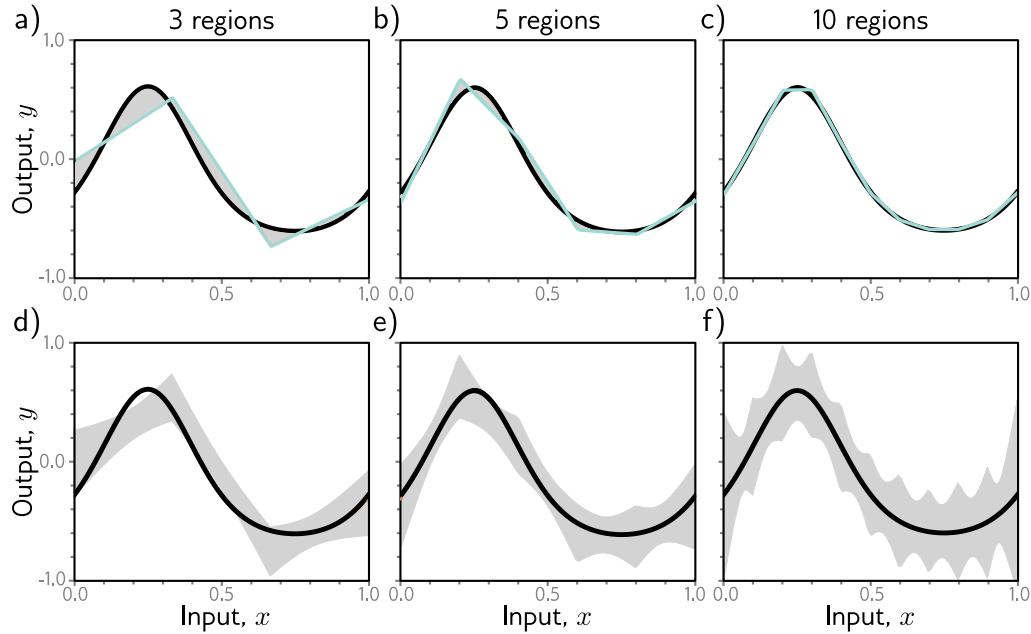 a) 3 regions b) 5 regions c) 10 regions
1.0
Output, y
0.0
-1.0
0.0 0.5 1.0 0.0 0.5 1.0 0.0 0.5 1.0
d) e) f)
1.0
Output, y
0.0
-1.0
0.0 0.5 1.0 0.0 0.5 1.0 0.0 0.5 1.0
Input, x Input, x Input, x